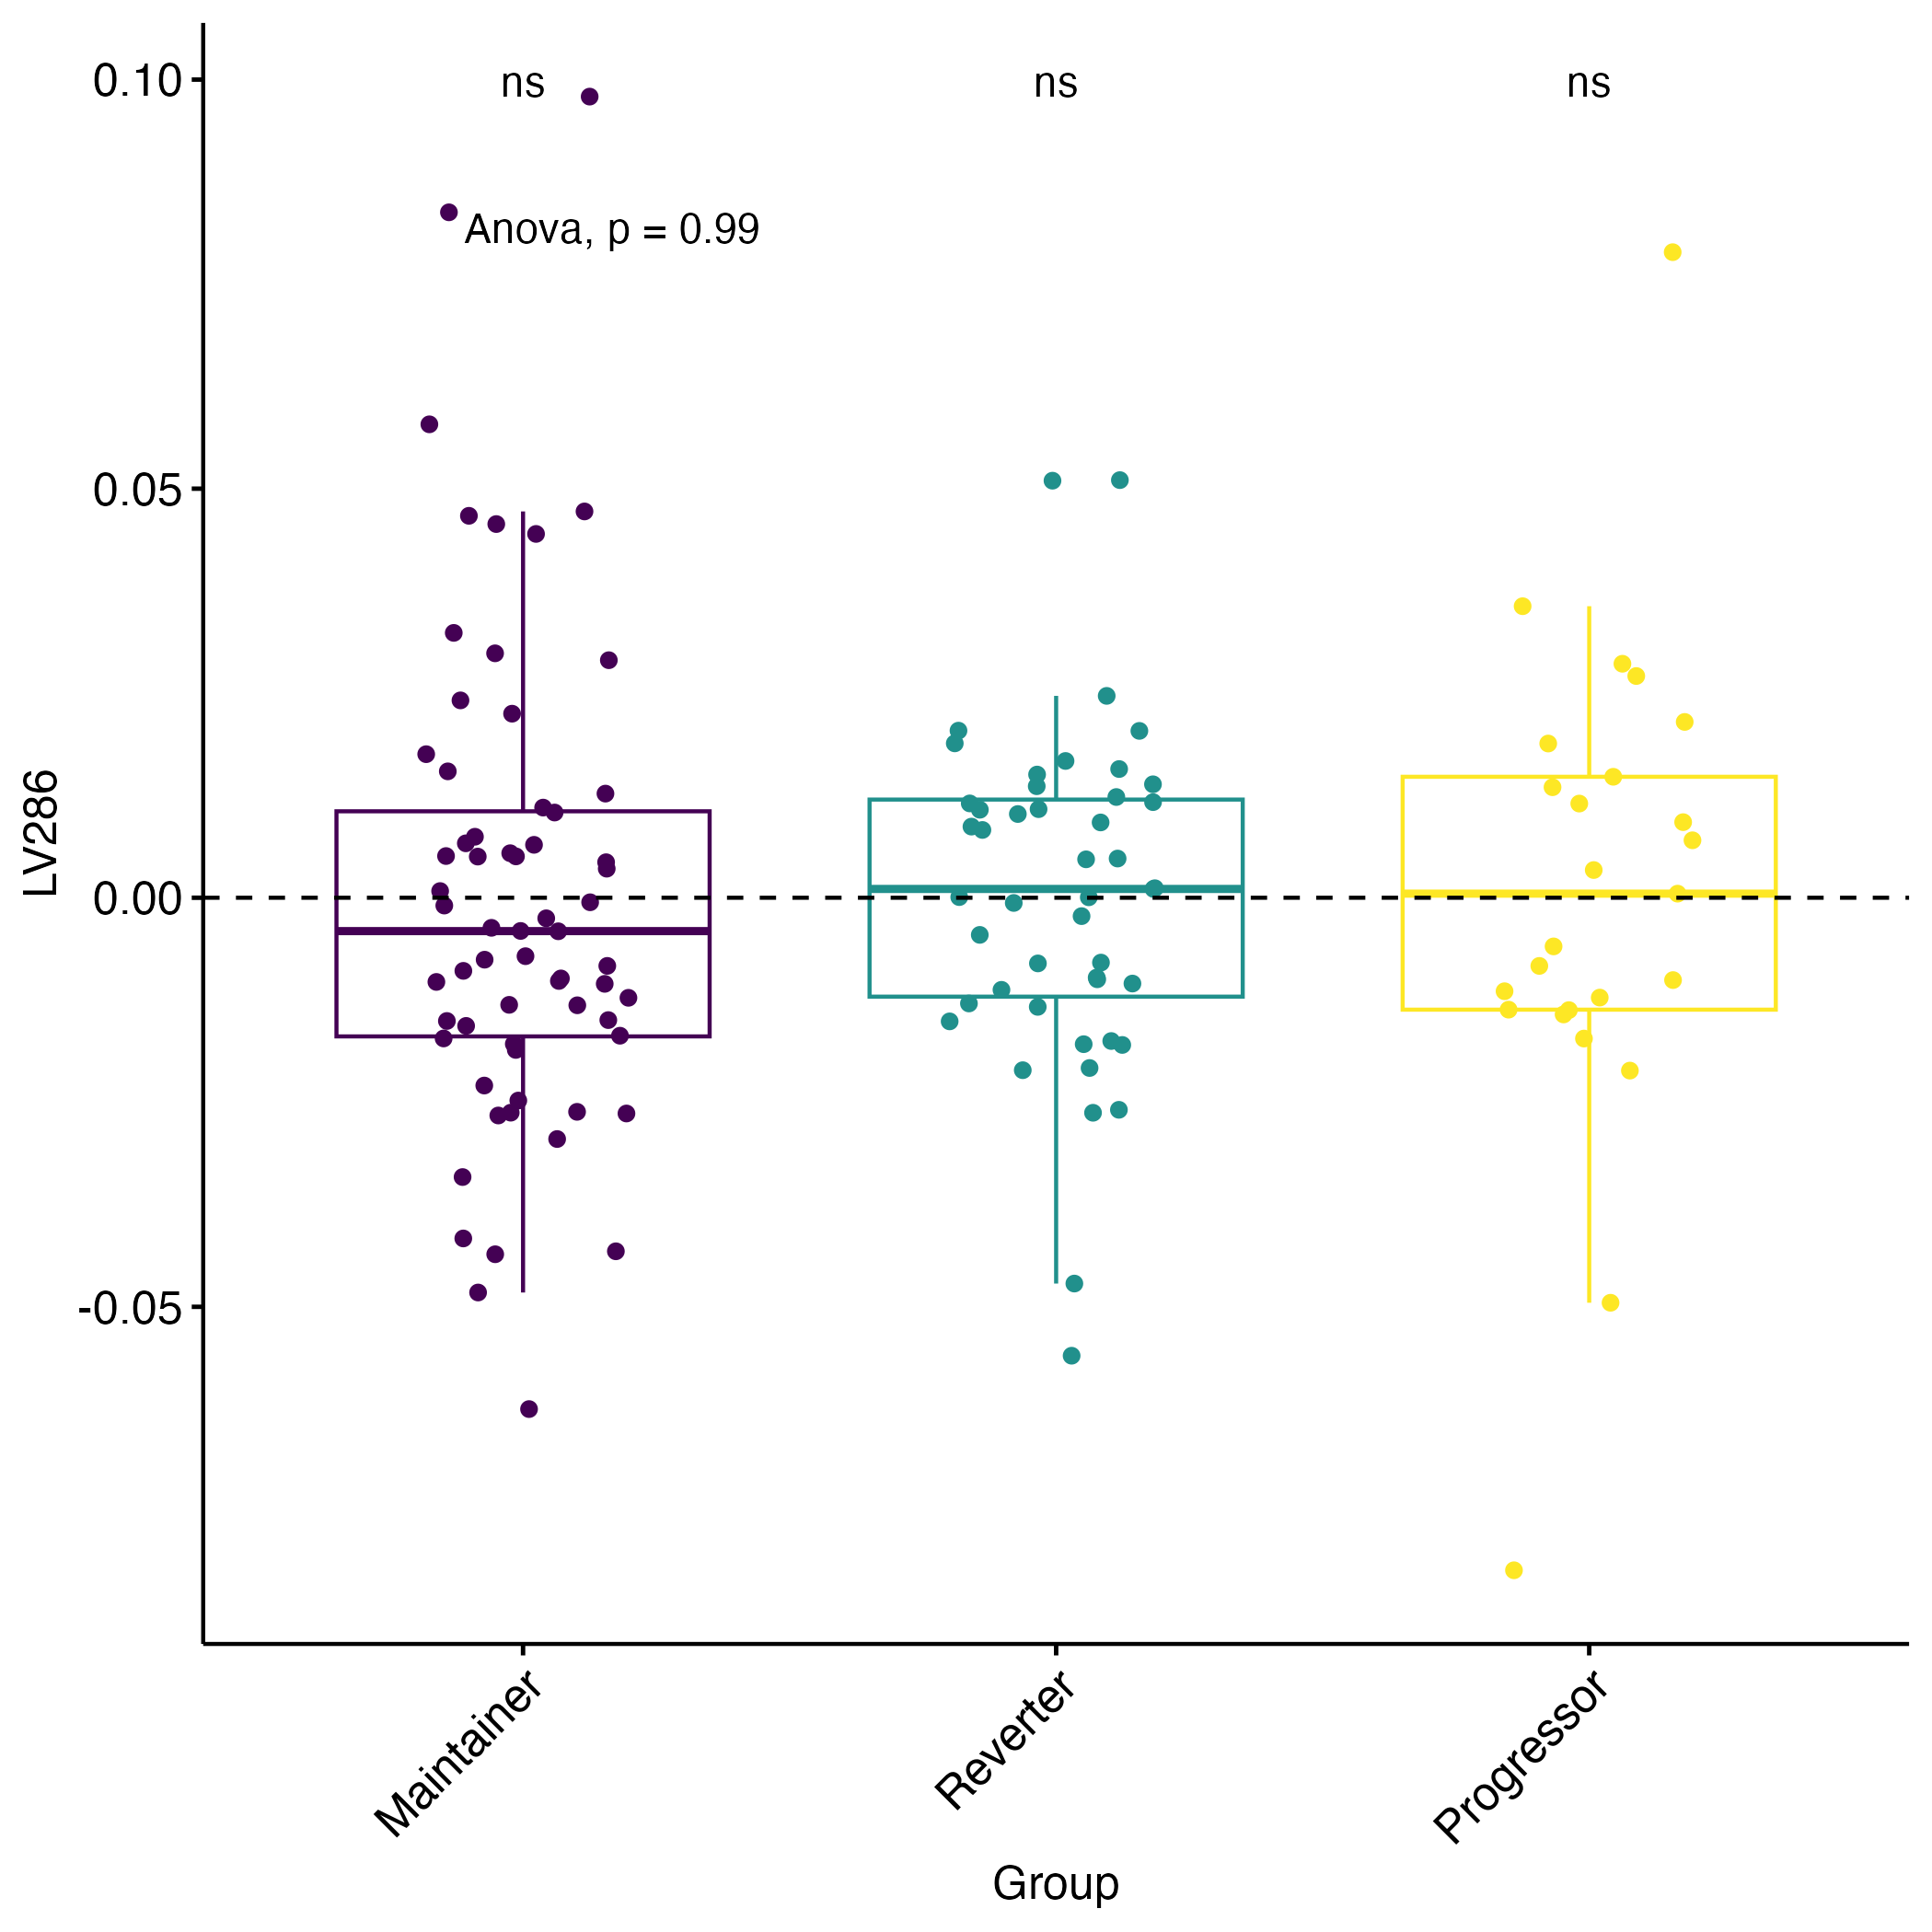 0.10
0.05
0.00
-0.05
LV286
ns
ns
ns
Anova, p = 0.99
Maintainer
Reverter
Progressor
Group